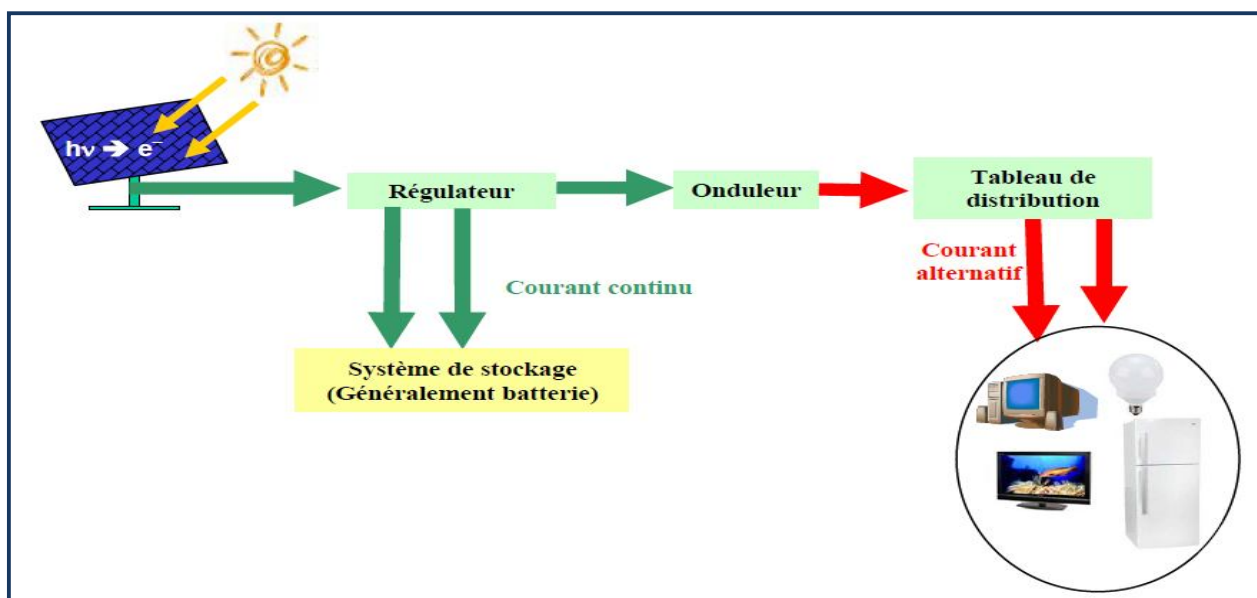 hν ➔ e⁻
Régulateur
Onduleur
Tableau de
distribution
Courant
alternatif
Courant continu
Système de stockage
(Généralement batterie)